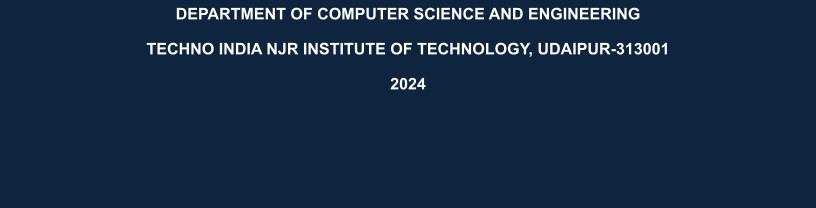 DEPARTMENT OF COMPUTER SCIENCE AND ENGINEERING
TECHNO INDIA NJR INSTITUTE OF TECHNOLOGY, UDAIPUR-313001
2024